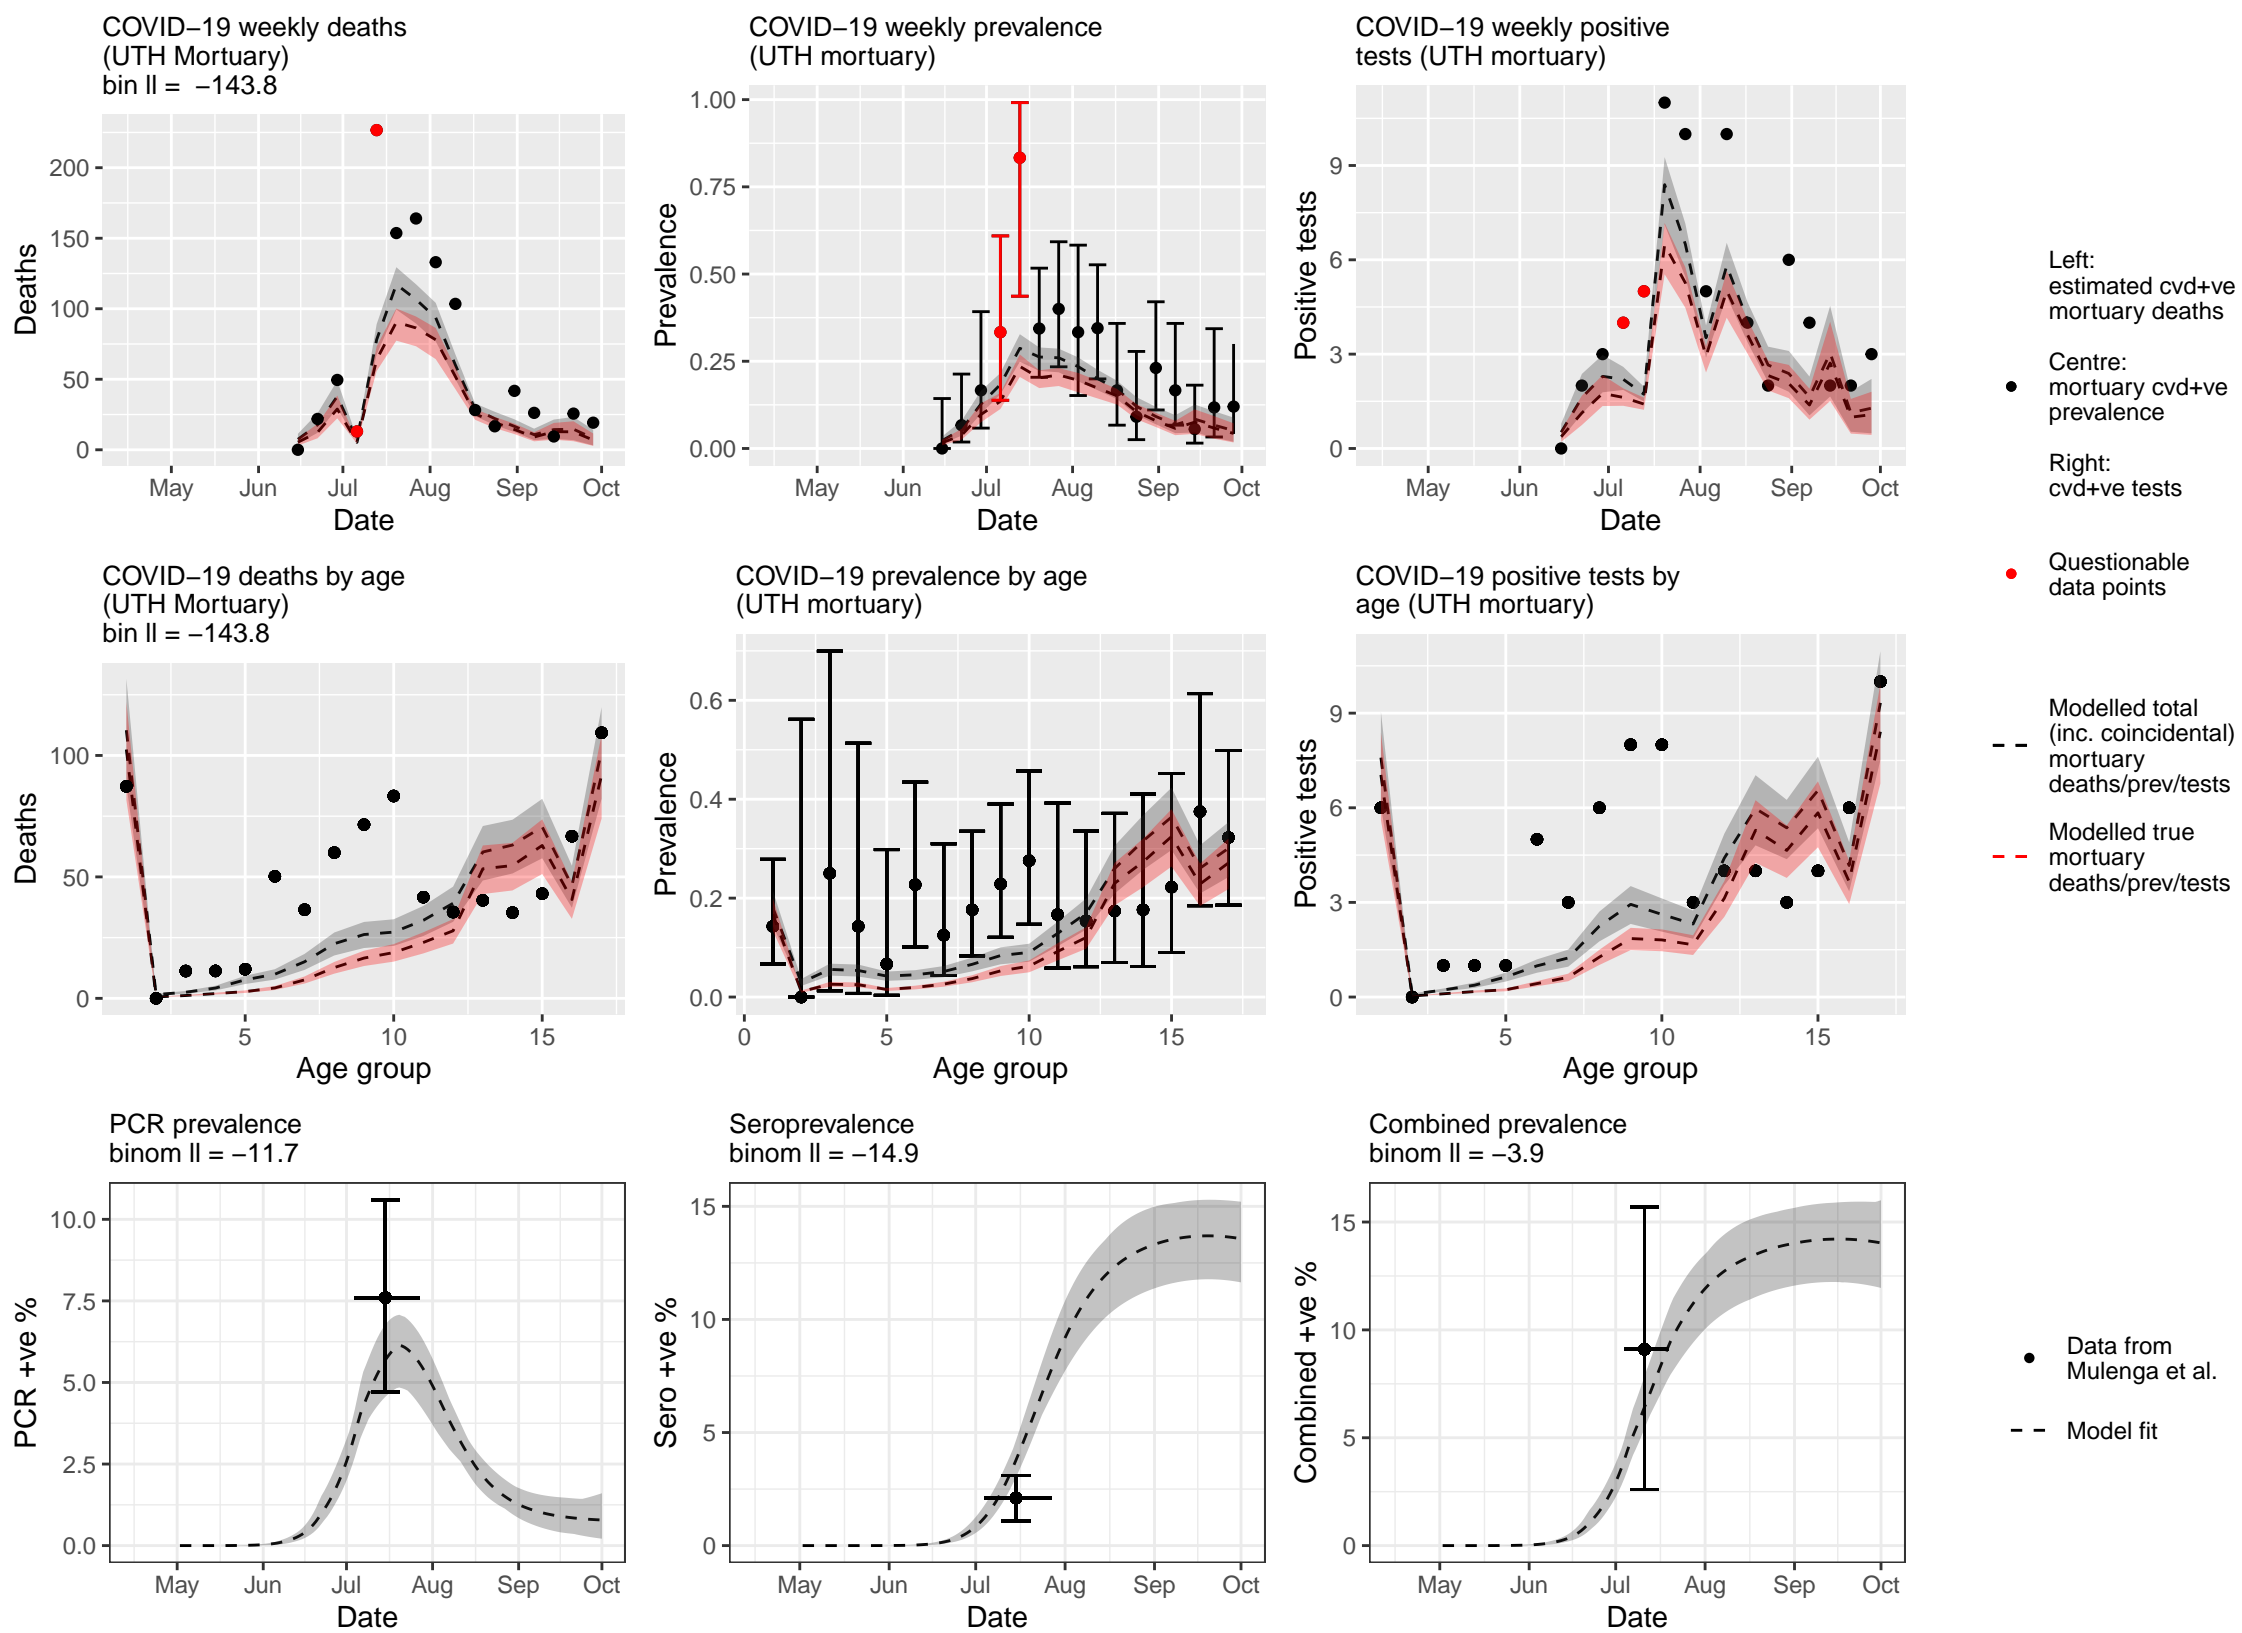 COVID−19 weekly deaths
(UTH Mortuary)
bin ll =  −143.8
200
150
100
50
0
Deaths
May
Jun
Jul
Aug
Sep
Oct
Date
COVID−19 weekly prevalence
(UTH mortuary)
1.00
0.75
0.50
0.25
0.00
Prevalence
May
Jun
Jul
Aug
Sep
Oct
Date
COVID−19 weekly positive
tests (UTH mortuary)
9
6
3
0
Positive tests
May
Jun
Jul
Aug
Sep
Oct
Date
Left:
estimated cvd+ve
mortuary deaths
Centre:
mortuary cvd+ve
prevalence
Right:
cvd+ve tests
Questionable
data points
Modelled total
(inc. coincidental)
mortuary
deaths/prev/tests
Modelled true
mortuary
deaths/prev/tests
COVID−19 deaths by age
(UTH Mortuary)
bin ll = −143.8
100
50
0
Deaths
5
10
15
Age group
COVID−19 prevalence by age
(UTH mortuary)
0.6
0.4
0.2
0.0
Prevalence
0
5
10
15
Age group
COVID−19 positive tests by
age (UTH mortuary)
9
6
3
0
Positive tests
5
10
15
Age group
PCR prevalence
binom ll = −11.7
10.0
7.5
5.0
2.5
0.0
PCR +ve %
May
Jun
Jul
Aug
Sep
Oct
Date
Seroprevalence
binom ll = −14.9
15
10
5
0
Sero +ve %
May
Jun
Jul
Aug
Sep
Oct
Date
Combined prevalence
binom ll = −3.9
15
10
5
0
Combined +ve %
May
Jun
Jul
Aug
Sep
Oct
Date
Data from
Mulenga et al.
Model fit